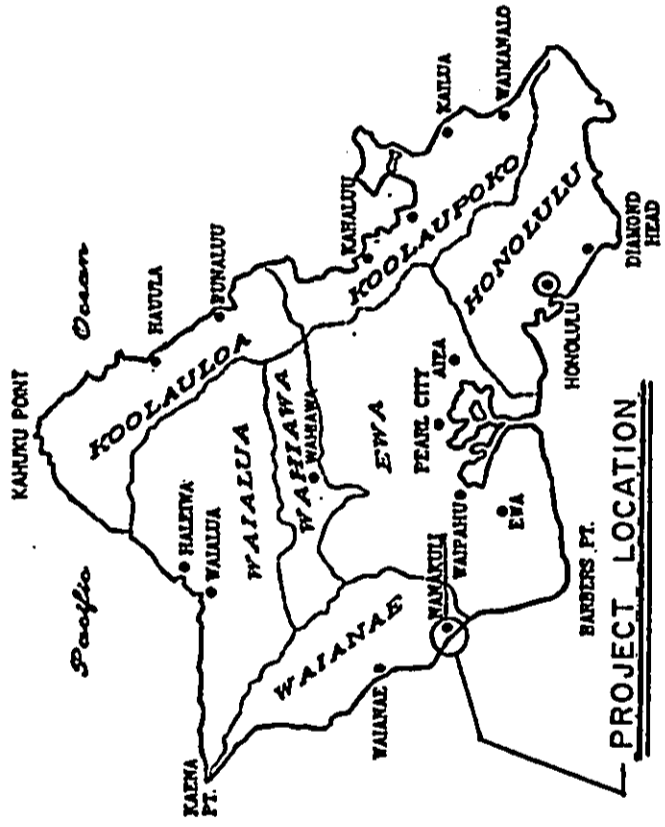 KAHUKU POINT
Pacific
Ocean
HAUULA
PUNALUU
KOOLAULOA
HALEIWA
WAIALUA
KAENA
PT.
WAIALUA
WAHIAWA
WAHIAWA
KAHALUU
KOOLAUPOKO
KAILUA
WAIMANALO
WAIANAE
WAIANAE
EWA
PEARL CITY
AIEA
HONOLULU
NANAKULI
WAIPAHU
EWA
HONOLULU
DIAMOND
HEAD
BARBERS PT.
PROJECT LOCATION